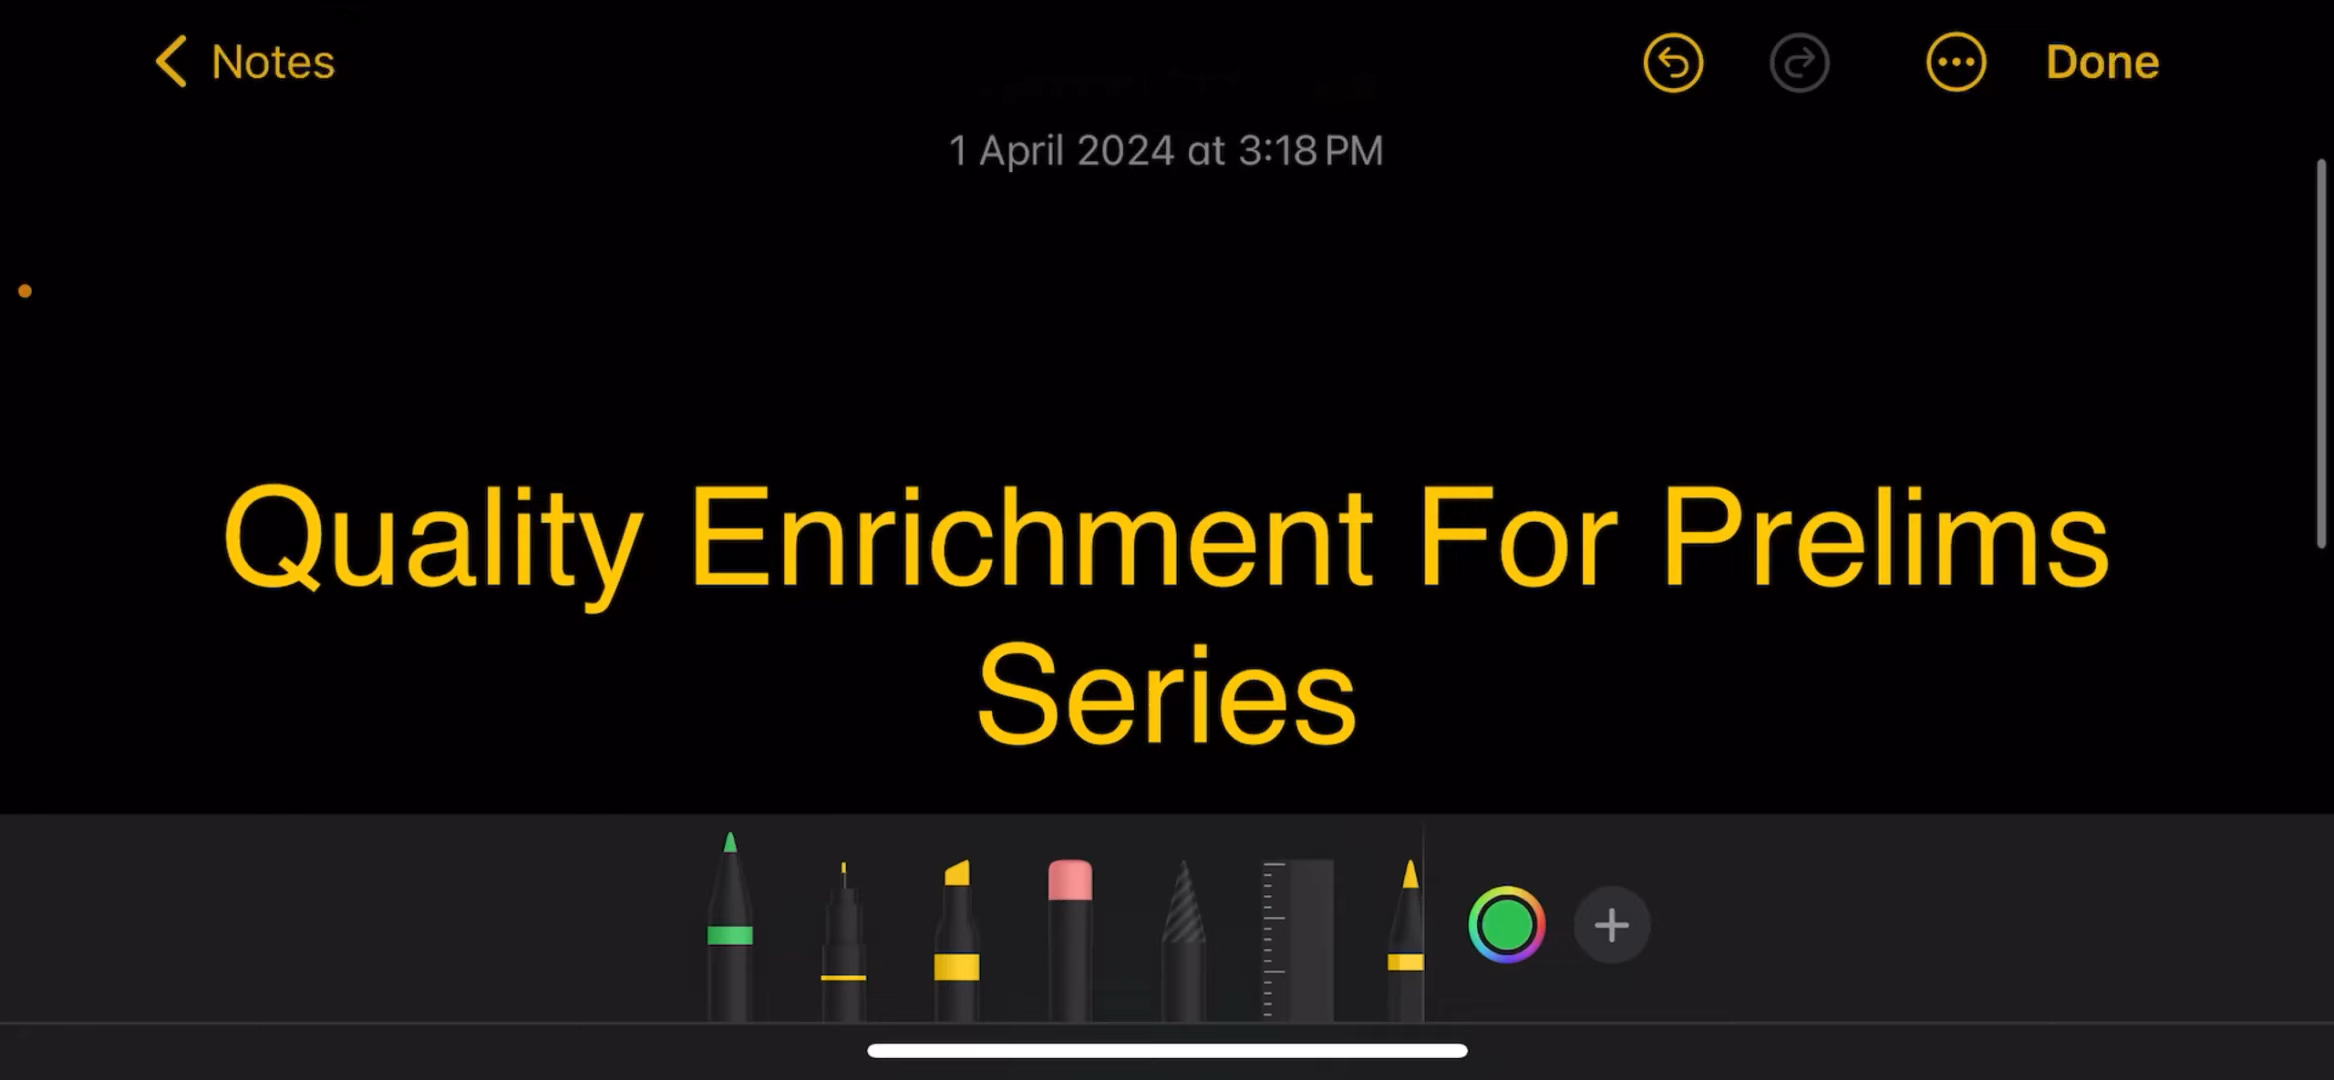 Notes
Done
1 April 2024 at 3:18 PM
Quality Enrichment For Prelims
Series